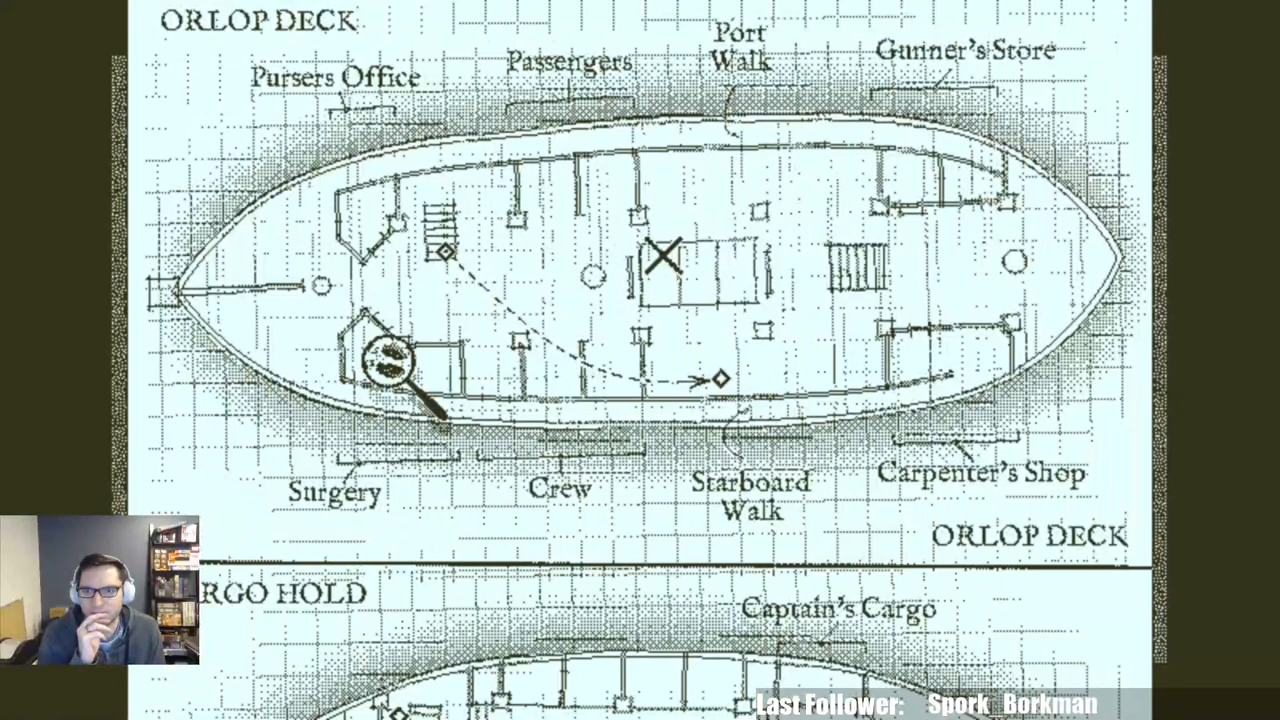 ORLOP DECK
Port
Walk
Gunner's Store
Passengers
Pursers Office
Surgery
Crew
Starboard
Walk
Carpenter's Shop
ORLOP DECK
RGO HOLD
Captain's Cargo
Last Follower: Spork_Borkman